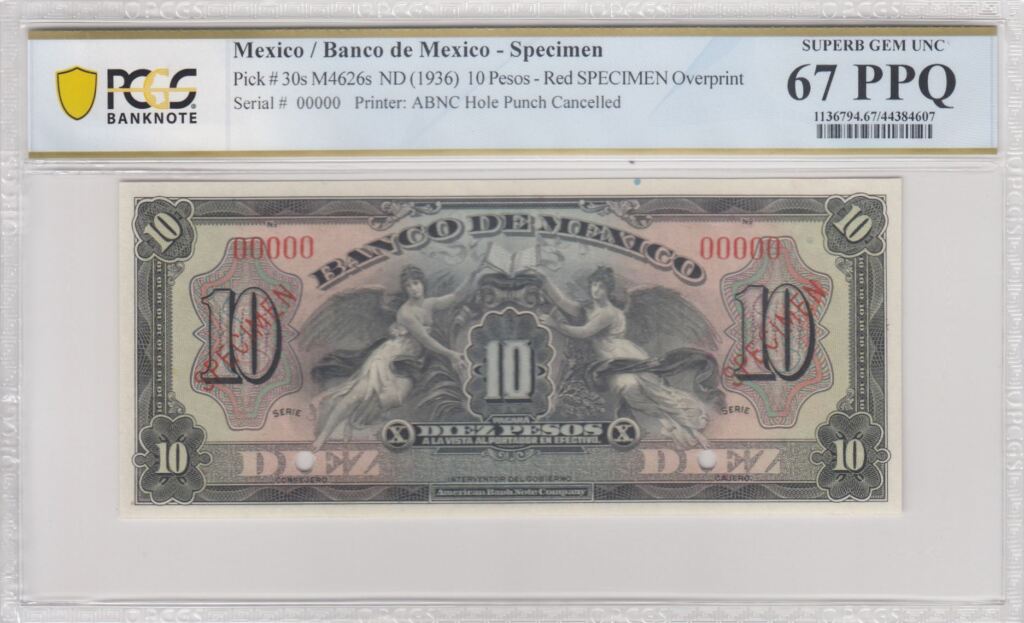 Mexico / Banco de Mexico - Specimen
Pick # 30s M4626s ND (1936) 10 Pesos - Red SPECIMEN Overprint
Serial # 00000 Printer: ABNC Hole Punch Cancelled
PCGS
BANKNOTE
SUPERB GEM UNC
67 PPQ
1136794.67/44384607
10 10
Nº Nº
00000 00000
BANCO DE MEXICO
10 10
SPECIMEN SPECIMEN
10
SERIE SERIE
PAGARA
X DIEZ PESOS X
A LA VISTA AL PORTADOR EN EFECTIVO.
10 DIEZ DIEZ 10
CONSEJERO INTERVENTOR DEL GOBIERNO CAJERO
American Bank Note Company